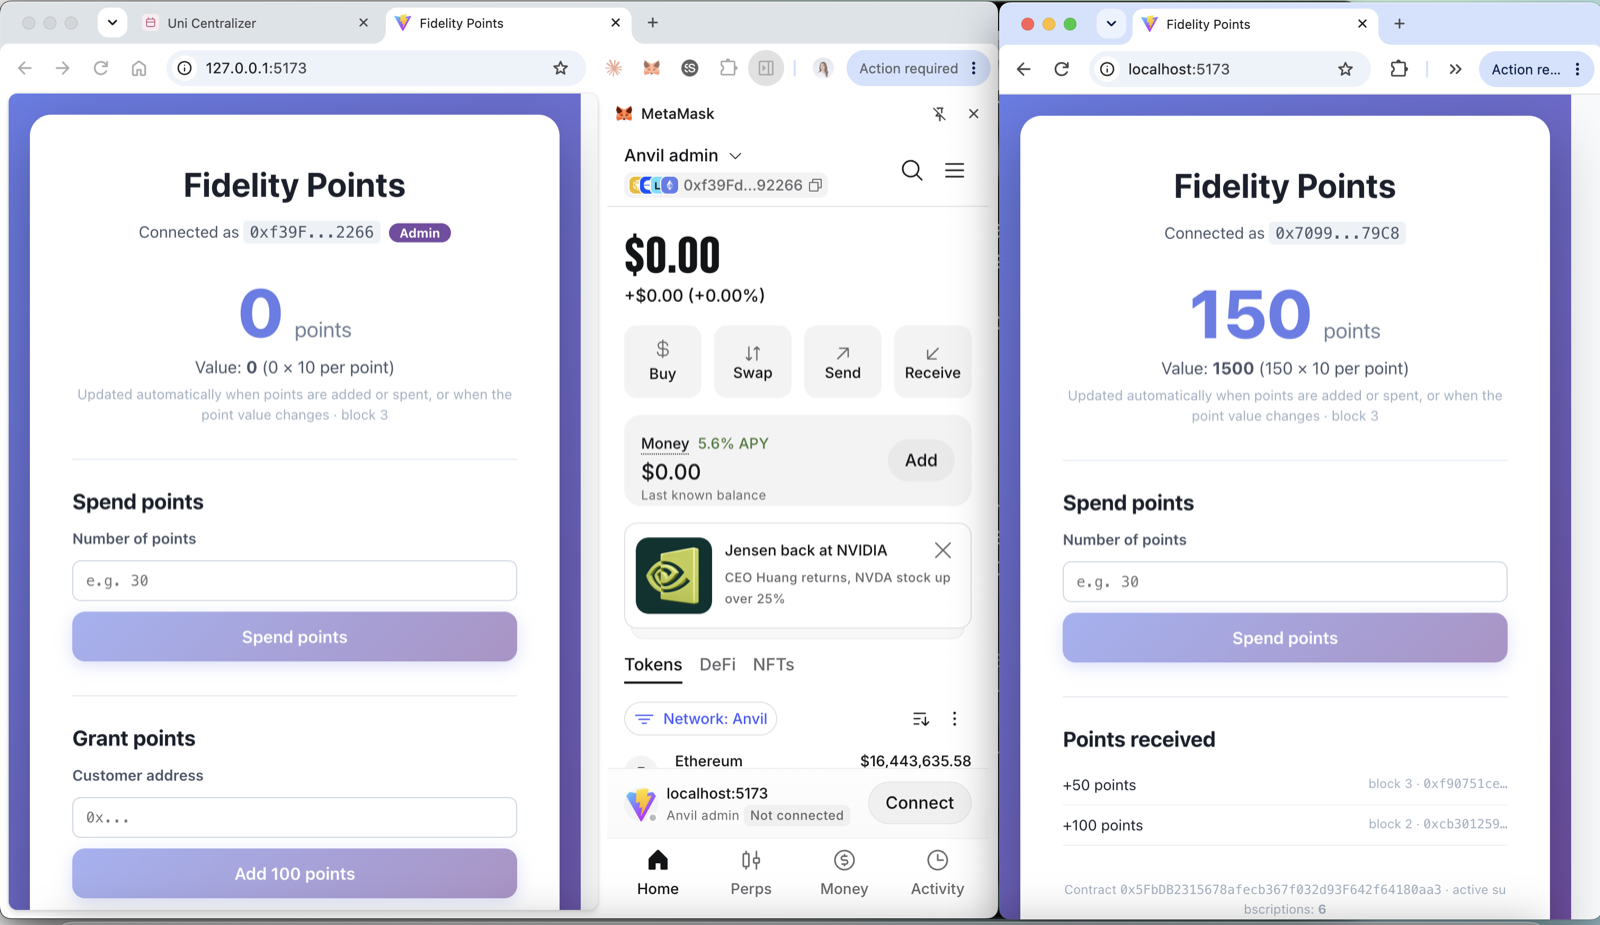 Uni Centralizer
Fidelity Points
127.0.0.1:5173
Action required
Fidelity Points
Connected as 0xf39F...2266 Admin
0 points
Value: 0 (0 × 10 per point)
Updated automatically when points are added or spent, or when the
point value changes · block 3
Spend points
Number of points
e.g. 30
Spend points
Grant points
Customer address
0x...
Add 100 points
MetaMask
Anvil admin
0xf39Fd...92266
$0.00
+$0.00 (+0.00%)
Buy
Swap
Send
Receive
Money 5.6% APY
$0.00
Last known balance
Add
Jensen back at NVIDIA
CEO Huang returns, NVDA stock up
over 25%
Tokens DeFi NFTs
Network: Anvil
Ethereum $16,443,635.58
localhost:5173
Anvil admin Not connected
Connect
Home
Perps
Money
Activity
Fidelity Points
localhost:5173
Action re...
Fidelity Points
Connected as 0x7099...79C8
150 points
Value: 1500 (150 × 10 per point)
Updated automatically when points are added or spent, or when the
point value changes · block 3
Spend points
Number of points
e.g. 30
Spend points
Points received
+50 points block 3 · 0xf90751ce…
+100 points block 2 · 0xcb301259…
Contract 0x5FbDB2315678afecb367f032d93F642f64180aa3 · active su
bscriptions: 6